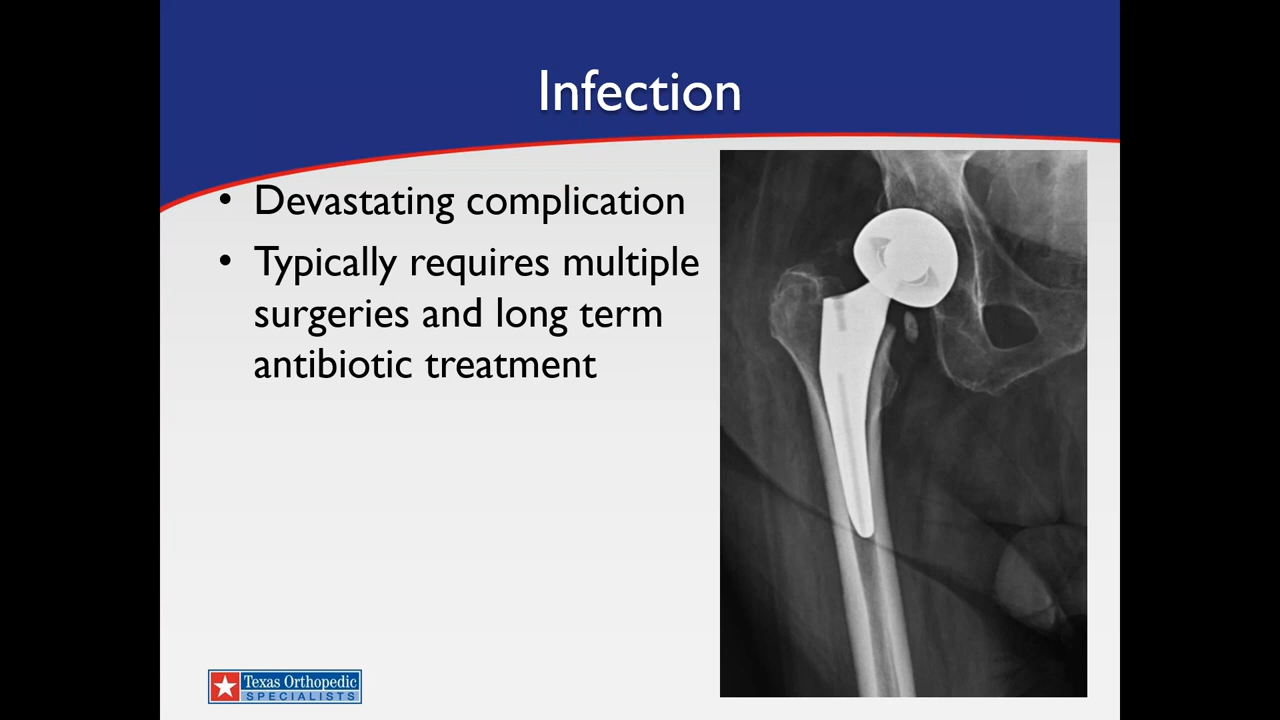 Infection
• Devastating complication
• Typically requires multiple
surgeries and long term
antibiotic treatment
Texas Orthopedic
SPECIALISTS